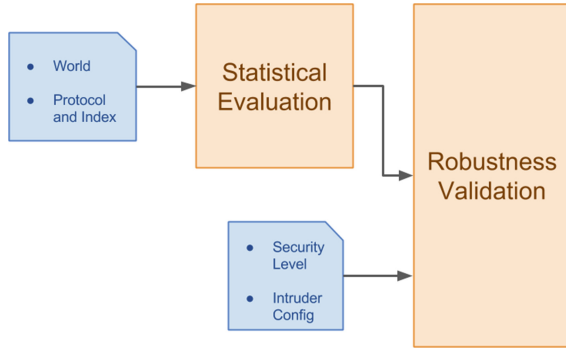 ● World
● Protocol
and Index
Statistical
Evaluation
● Security
Level
● Intruder
Config
Robustness
Validation